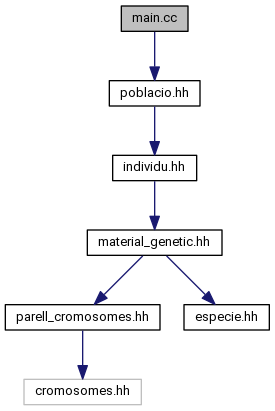 main.cc
poblacio.hh
individu.hh
material_genetic.hh
parell_cromosomes.hh
especie.hh
cromosomes.hh